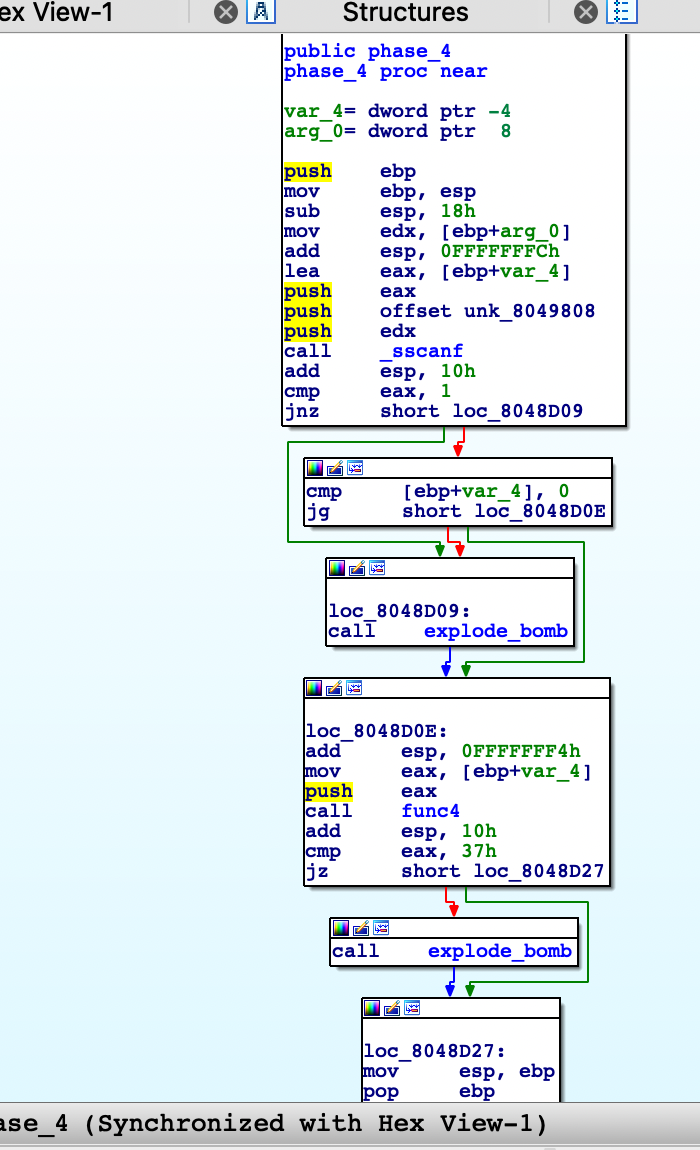 ex View-1 Structures
public phase_4
phase_4 proc near
var_4= dword ptr -4
arg_0= dword ptr 8
push ebp
mov ebp, esp
sub esp, 18h
mov edx, [ebp+arg_0]
add esp, 0FFFFFFFCh
lea eax, [ebp+var_4]
push eax
push offset unk_8049808
push edx
call _sscanf
add esp, 10h
cmp eax, 1
jnz short loc_8048D09
cmp [ebp+var_4], 0
jg short loc_8048D0E
loc_8048D09:
call explode_bomb
loc_8048D0E:
add esp, 0FFFFFFF4h
mov eax, [ebp+var_4]
push eax
call func4
add esp, 10h
cmp eax, 37h
jz short loc_8048D27
call explode_bomb
loc_8048D27:
mov esp, ebp
pop ebp
ase_4 (Synchronized with Hex View-1)